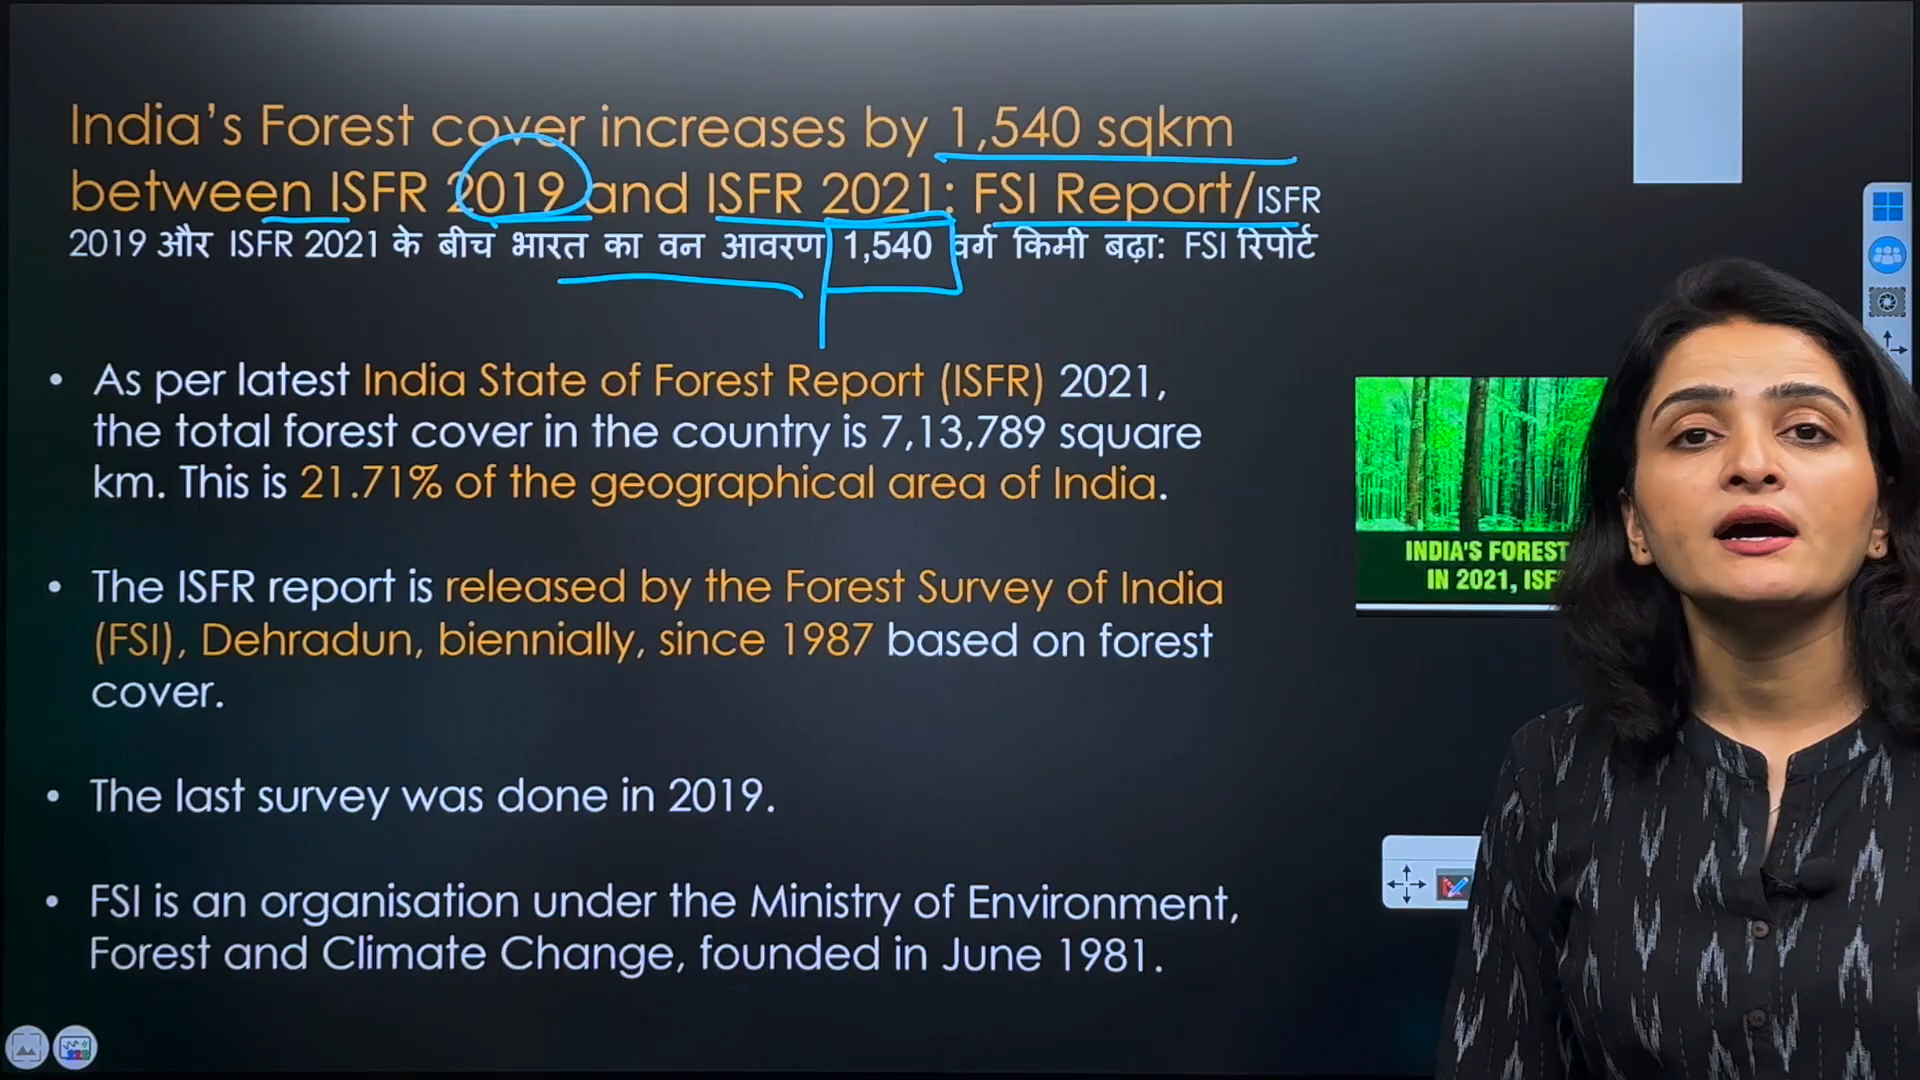 India's Forest cover increases by 1,540 sqkm
between ISFR 2019 and ISFR 2021: FSI Report/ISFR
2019 और ISFR 2021 के बीच भारत का वन आवरण 1,540 वर्ग किमी बढ़ा: FSI रिपोर्ट
• As per latest India State of Forest Report (ISFR) 2021,
the total forest cover in the country is 7,13,789 square
km. This is 21.71% of the geographical area of India.
• The ISFR report is released by the Forest Survey of India
(FSI), Dehradun, biennially, since 1987 based on forest
cover.
• The last survey was done in 2019.
• FSI is an organisation under the Ministry of Environment,
Forest and Climate Change, founded in June 1981.
INDIA'S FOREST
IN 2021,